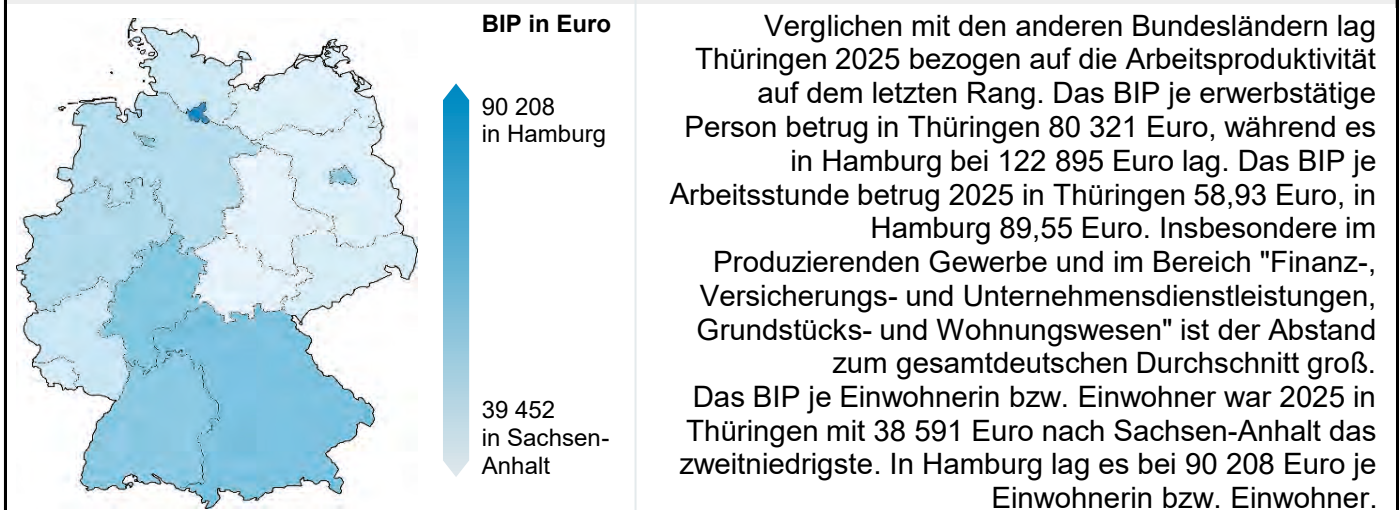 BIP in Euro
90 208
in Hamburg
39 452
in Sachsen-
Anhalt
Verglichen mit den anderen Bundesländern lag
Thüringen 2025 bezogen auf die Arbeitsproduktivität
auf dem letzten Rang. Das BIP je erwerbstätige
Person betrug in Thüringen 80 321 Euro, während es
in Hamburg bei 122 895 Euro lag. Das BIP je
Arbeitsstunde betrug 2025 in Thüringen 58,93 Euro, in
Hamburg 89,55 Euro. Insbesondere im
Produzierenden Gewerbe und im Bereich "Finanz-,
Versicherungs- und Unternehmensdienstleistungen,
Grundstücks- und Wohnungswesen" ist der Abstand
zum gesamtdeutschen Durchschnitt groß.
Das BIP je Einwohnerin bzw. Einwohner war 2025 in
Thüringen mit 38 591 Euro nach Sachsen-Anhalt das
zweitniedrigste. In Hamburg lag es bei 90 208 Euro je
Einwohnerin bzw. Einwohner.